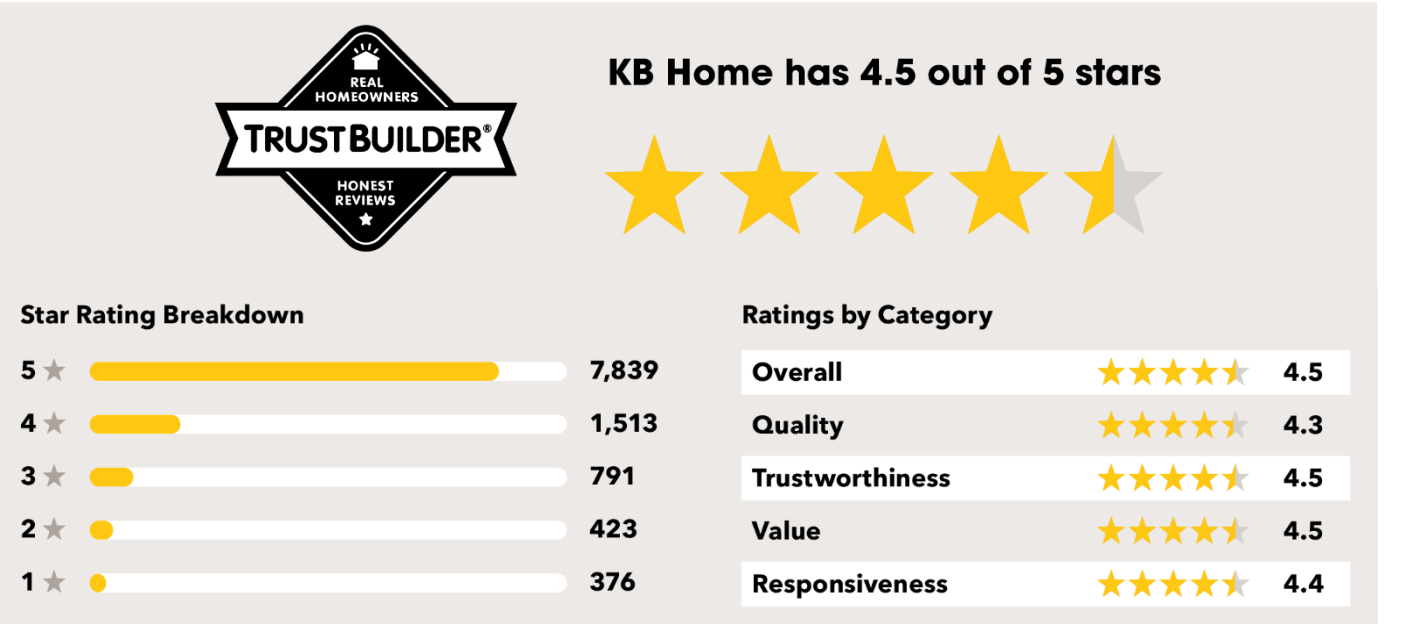 REAL
HOMEOWNERS
TRUSTBUILDER®
HONEST
REVIEWS
KB Home has 4.5 out of 5 stars
Star Rating Breakdown
5 7,839
4 1,513
3 791
2 423
1 376
Ratings by Category
Overall 4.5
Quality 4.3
Trustworthiness 4.5
Value 4.5
Responsiveness 4.4